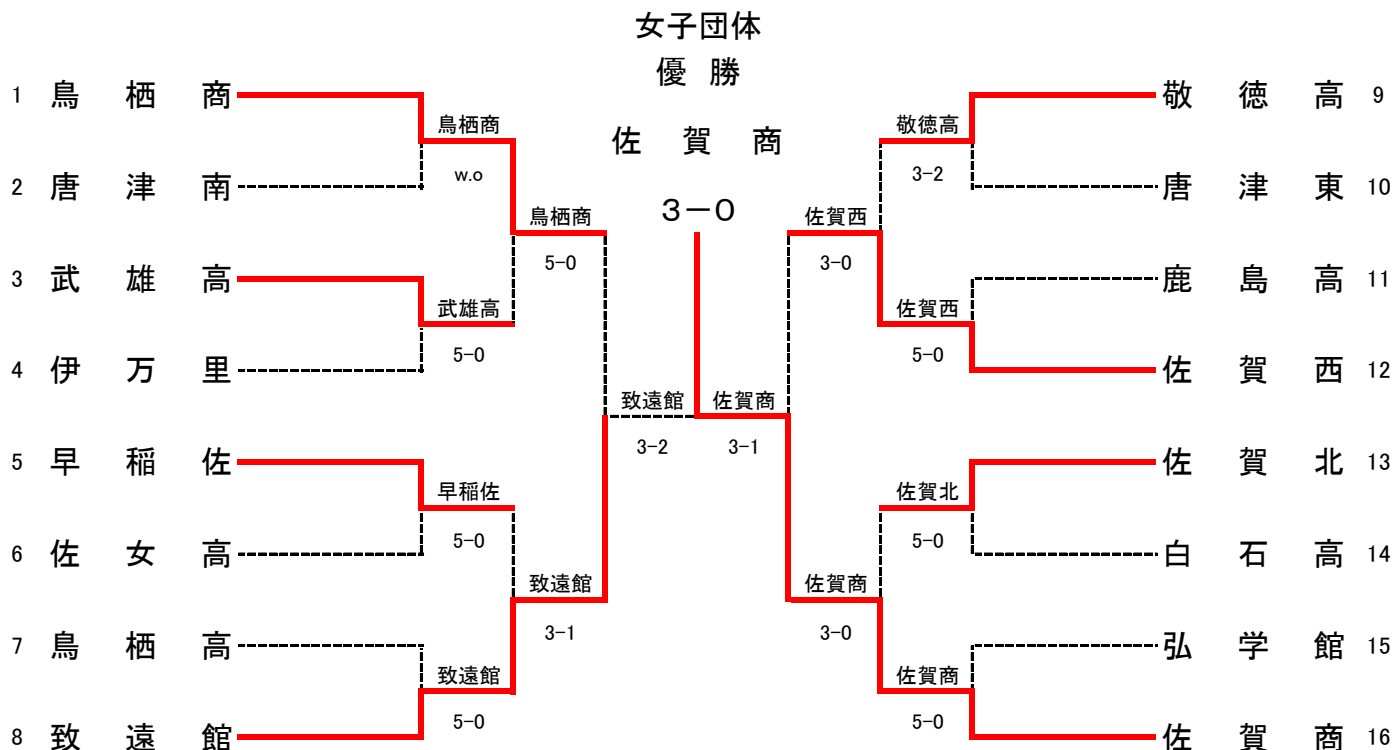 女子団体
優勝
佐賀商
3-0
1 鳥栖商
2 唐津南
3 武雄高
4 伊万里
5 早稲佐
6 佐女高
7 鳥栖高
8 致遠館
鳥栖商
w.o
武雄高
5-0
早稲佐
5-0
致遠館
5-0
鳥栖商
5-0
致遠館
3-1
致遠館
3-2
佐賀商
3-1
佐賀西
3-0
佐賀商
3-0
敬徳高
3-2
佐賀西
5-0
佐賀北
5-0
佐賀商
5-0
敬徳高 9
唐津東 10
鹿島高 11
佐賀西 12
佐賀北 13
白石高 14
弘学館 15
佐賀商 16